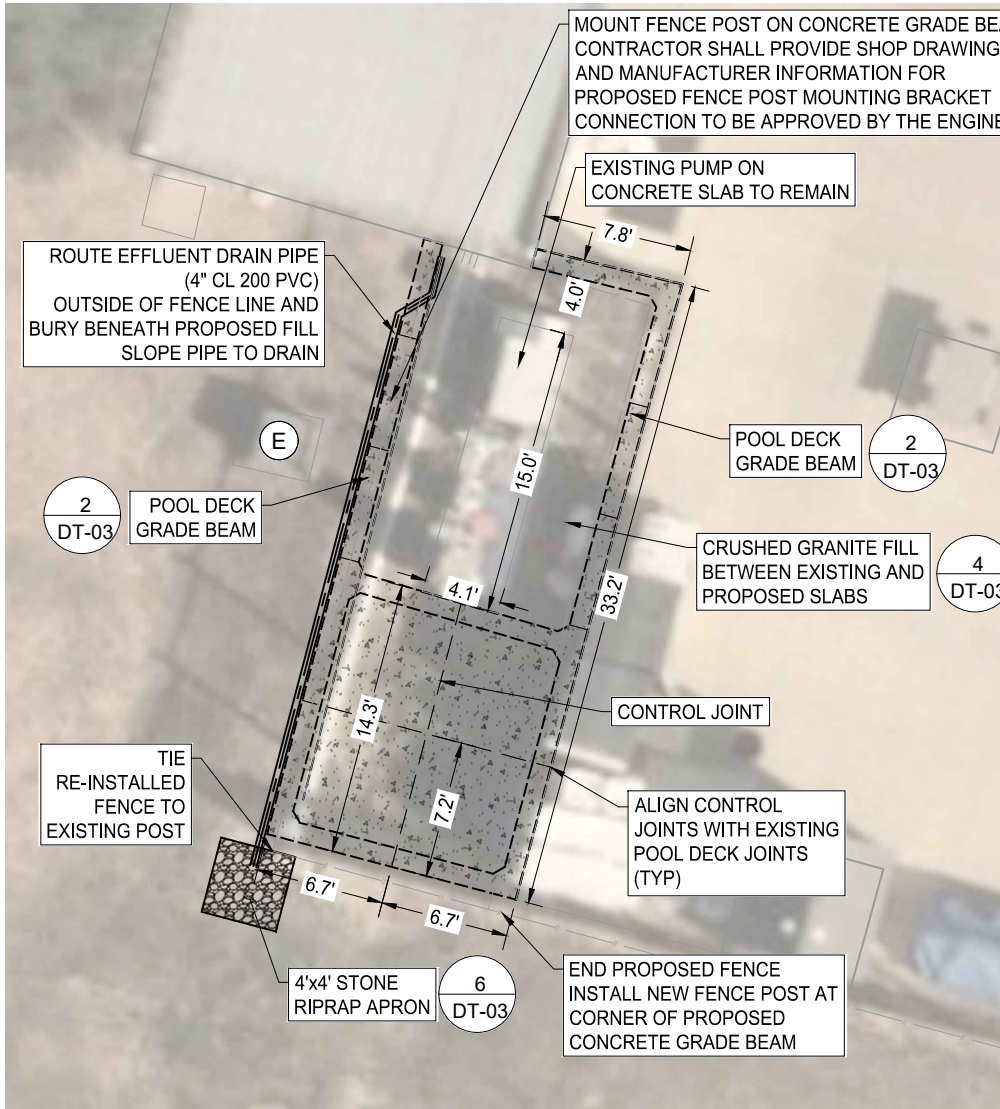 MOUNT FENCE POST ON CONCRETE GRADE
CONTRACTOR SHALL PROVIDE SHOP DRAWING
AND MANUFACTURER INFORMATION FOR
PROPOSED FENCE POST MOUNTING BRACKET
CONNECTION TO BE APPROVED BY THE
EXISTING PUMP ON
CONCRETE SLAB TO REMAIN
7.8'
ROUTE EFFLUENT DRAIN PIPE
(4" CL 200 PVC)
OUTSIDE OF FENCE LINE AND
BURY BENEATH PROPOSED FILL
SLOPE PIPE TO DRAIN
4.0'
E
POOL DECK
GRADE BEAM
2
DT-03
15.0'
2
DT-03
POOL DECK
GRADE BEAM
CRUSHED GRANITE FILL
BETWEEN EXISTING AND
PROPOSED SLABS
4
DT-03
4.1'
33.2'
CONTROL JOINT
14.3'
7.2'
TIE
RE-INSTALLED
FENCE TO
EXISTING POST
ALIGN CONTROL
JOINTS WITH EXISTING
POOL DECK JOINTS
(TYP)
6.7'
6.7'
4'x4' STONE
RIPRAP APRON
6
DT-03
END PROPOSED FENCE
INSTALL NEW FENCE POST AT
CORNER OF PROPOSED
CONCRETE GRADE BEAM